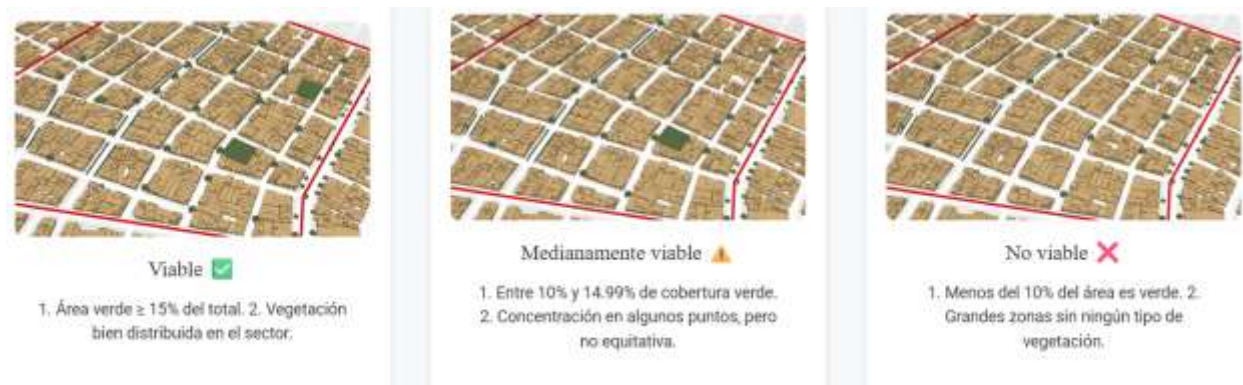 Viable ✅
1. Área verde ≥ 15% del total. 2. Vegetación
bien distribuida en el sector.
Medianamente viable ⚠️
1. Entre 10% y 14.99% de cobertura verde.
2. Concentración en algunos puntos, pero
no equitativa.
No viable ❌
1. Menos del 10% del área es verde. 2.
Grandes zonas sin ningún tipo de
vegetación.